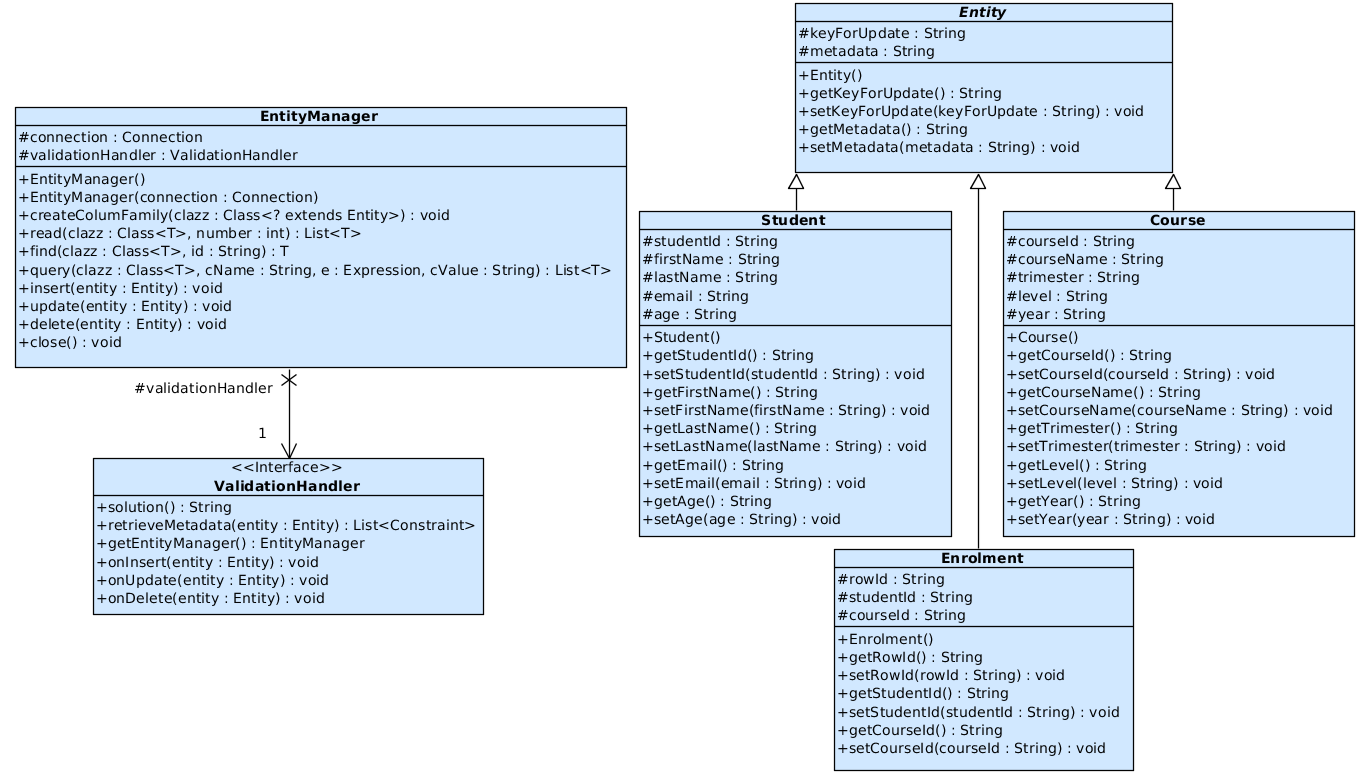 EntityManager
#connection : Connection
#validationHandler : ValidationHandler
+EntityManager()
+EntityManager(connection : Connection)
+createColumFamily(clazz : Class<? extends Entity>) : void
+read(clazz : Class<T>, number : int) : List<T>
+find(clazz : Class<T>, id : String) : T
+query(clazz : Class<T>, cName : String, e : Expression, cValue : String) : List<T>
+insert(entity : Entity) : void
+update(entity : Entity) : void
+delete(entity : Entity) : void
+close() : void
#validationHandler
1
<<Interface>>
ValidationHandler
+solution() : String
+retrieveMetadata(entity : Entity) : List<Constraint>
+getEntityManager() : EntityManager
+onInsert(entity : Entity) : void
+onUpdate(entity : Entity) : void
+onDelete(entity : Entity) : void
Entity
#keyForUpdate : String
#metadata : String
+Entity()
+getKeyForUpdate() : String
+setKeyForUpdate(keyForUpdate : String) : void
+getMetadata() : String
+setMetadata(metadata : String) : void
Student
#studentId : String
#firstName : String
#lastName : String
#email : String
#age : String
+Student()
+getStudentId() : String
+setStudentId(studentId : String) : void
+getFirstName() : String
+setFirstName(firstName : String) : void
+getLastName() : String
+setLastName(lastName : String) : void
+getEmail() : String
+setEmail(email : String) : void
+getAge() : String
+setAge(age : String) : void
Course
#courseId : String
#courseName : String
#trimester : String
#level : String
#year : String
+Course()
+getCourseId() : String
+setCourseId(courseId : String) : void
+getCourseName() : String
+setCourseName(courseName : String) : void
+getTrimester() : String
+setTrimester(trimester : String) : void
+getLevel() : String
+setLevel(level : String) : void
+getYear() : String
+setYear(year : String) : void
Enrolment
#rowId : String
#studentId : String
#courseId : String
+Enrolment()
+getRowId() : String
+setRowId(rowId : String) : void
+getStudentId() : String
+setStudentId(studentId : String) : void
+getCourseId() : String
+setCourseId(courseId : String) : void